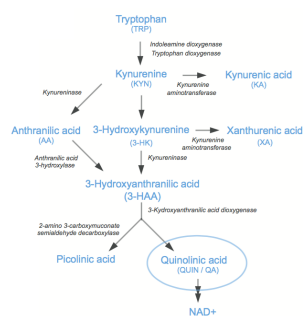 Tryptophan
(TRP)
Indoleamine dioxygenase
Tryptophan dioxygenase
Kynurenine
(KYN)
Kynurenic acid
(KA)
Kynurenine
aminotransferase
Kynureninase
Anthranilic acid
(AA)
3-Hydroxykynurenine
(3-HK)
Xanthurenic acid
(XA)
Kynurenine
aminotransferase
Anthranilic acid
3-hydroxylase
Kynureninase
3-Hydroxyanthranilic acid
(3-HAA)
3-Kydroxyanthranilic acid dioxygenase
2-amino 3-carboxymuconate
semialdehyde decarboxylase
Picolinic acid
Quinolinic acid
(QUIN / QA)
NAD+